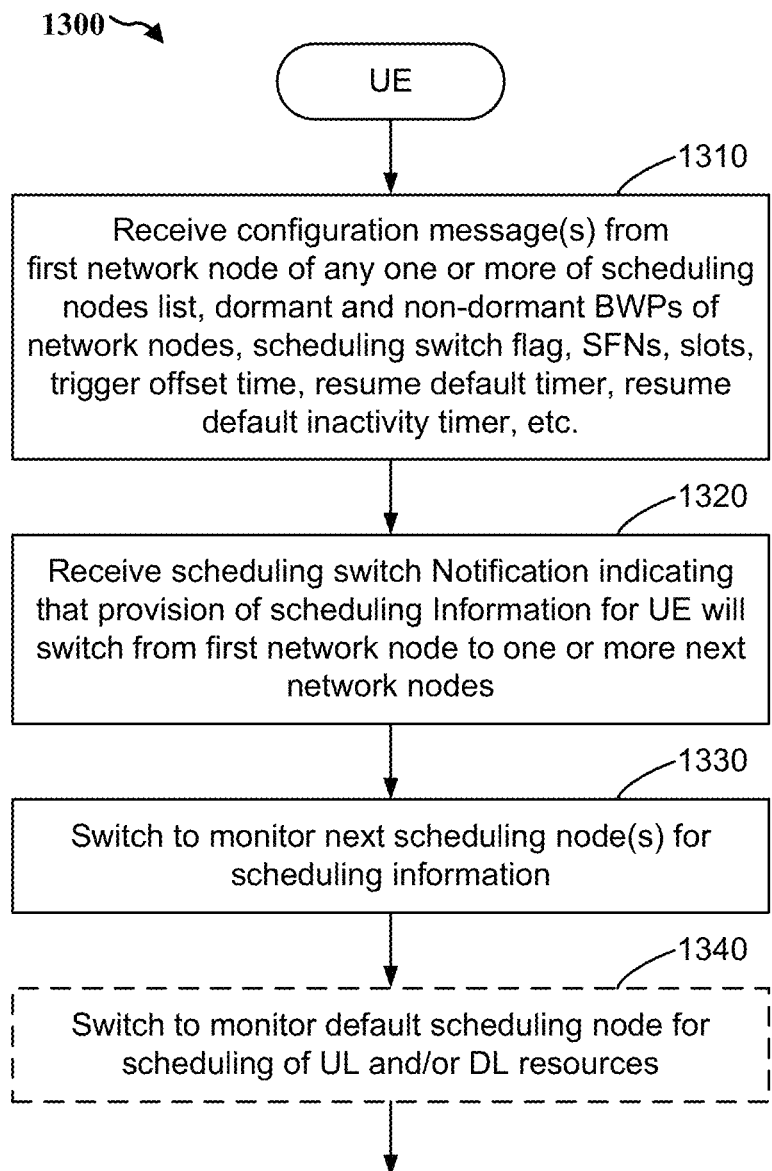 1300
UE
1310
Receive configuration message(s) from
first network node of any one or more of scheduling
nodes list, dormant and non-dormant BWPs of
network nodes, scheduling switch flag, SFNs, slots,
trigger offset time, resume default timer, resume
default inactivity timer, etc.
1320
Receive scheduling switch Notification indicating
that provision of scheduling Information for UE will
switch from first network node to one or more next
network nodes
1330
Switch to monitor next scheduling node(s) for
scheduling information
1340
Switch to monitor default scheduling node for
scheduling of UL and/or DL resources